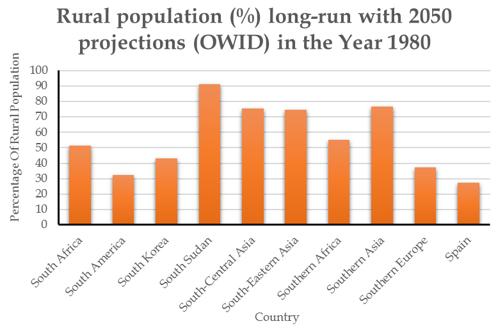 Rural population (%) long-run with 2050
projections (OWID) in the Year 1980
Percentage Of Rural Population
100
90
80
70
60
50
40
30
20
10
0
South Africa
South America
South Korea
South Sudan
South-Central Asia
South-Eastern Asia
Southern Africa
Southern Asia
Southern Europe
Spain
Country